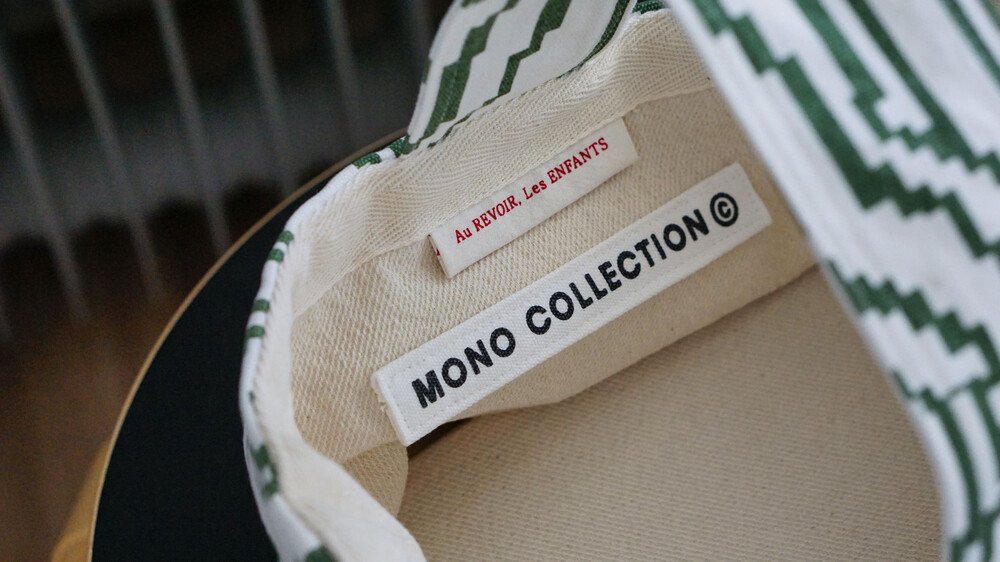 Au REVOIR, Les ENFANTS
MONO COLLECTION ©